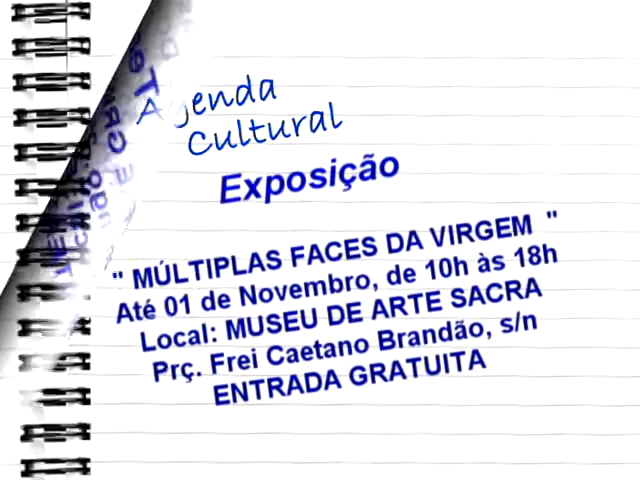 Agenda
Cultural
Exposição
" MÚLTIPLAS FACES DA VIRGEM "
Até 01 de Novembro, de 10h às 18h
Local: MUSEU DE ARTE SACRA
Prç. Frei Caetano Brandão, s/n
ENTRADA GRATUITA